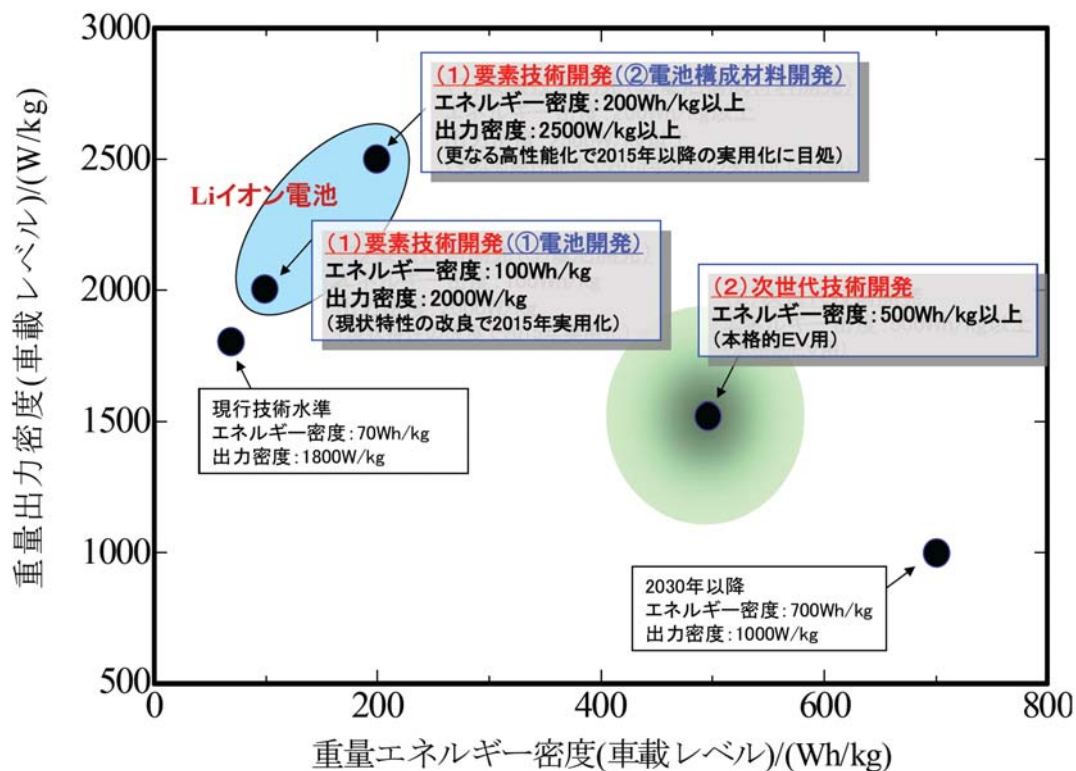 3000
2500
2000
1500
1000
500
0
200
400
600
800
重量出力密度(車載レベル)/(W/kg)
重量エネルギー密度(車載レベル)/(Wh/kg)
(1)要素技術開発(②電池構成材料開発)
エネルギー密度:200Wh/kg以上
出力密度:2500W/kg以上
(更なる高性能化で2015年以降の実用化に目処)
Liイオン電池
(1)要素技術開発(①電池開発)
エネルギー密度:100Wh/kg
出力密度:2000W/kg
(現状特性の改良で2015年実用化)
(2)次世代技術開発
エネルギー密度:500Wh/kg以上
(本格的EV用)
現行技術水準
エネルギー密度:70Wh/kg
出力密度:1800W/kg
2030年以降
エネルギー密度:700Wh/kg
出力密度:1000W/kg